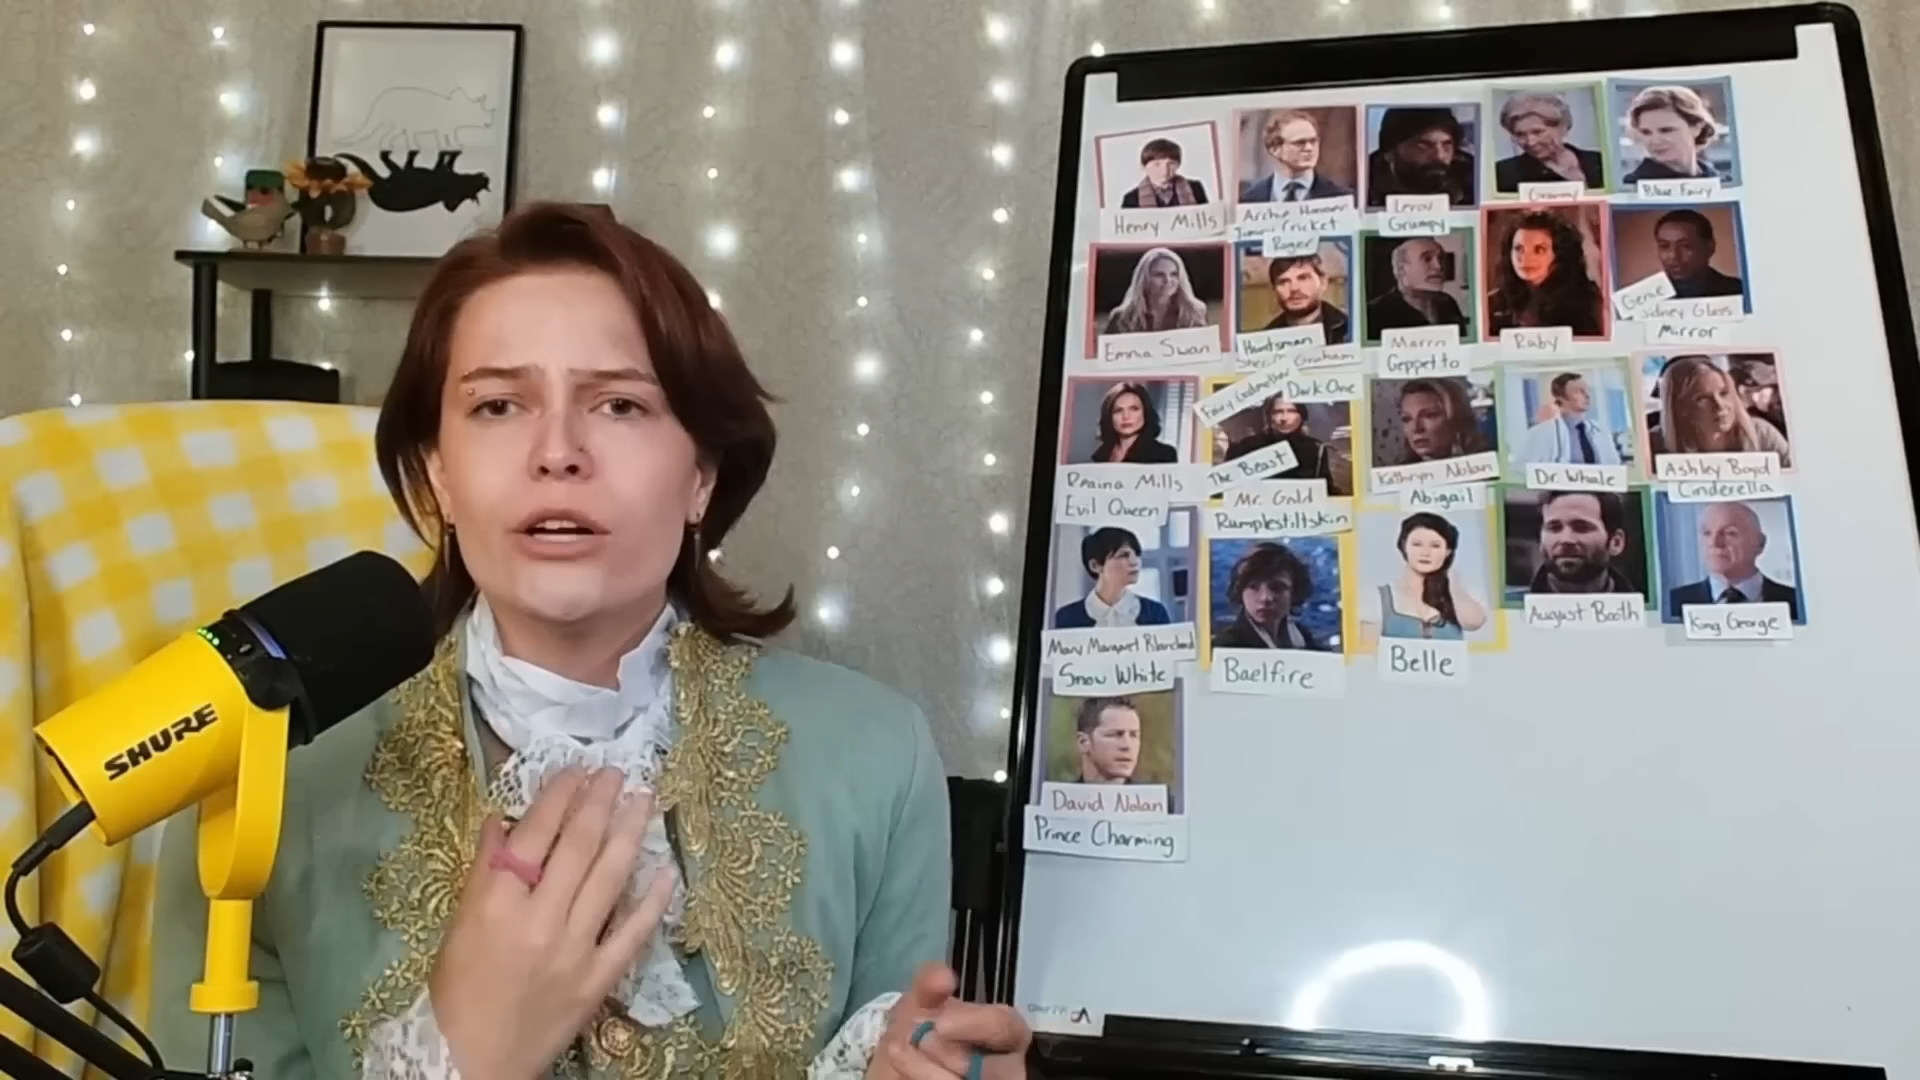 SHURE
Henry Mills
Archie Hopper
Jiminy Cricket
Leroy
Grumpy
Granny
Blue Fairy
Emma Swan
Roger
Huntsman
Sheriff Graham
Marco
Geppetto
Ruby
Genie
Sidney Glass
Mirror
Regina Mills
Evil Queen
Fairy Godmother
Dark One
The Beast
Mr. Gold
Rumplestiltskin
Kathryn Nolan
Abigail
Dr. Whale
Ashley Boyd
Cinderella
Mary Margaret Blanchard
Snow White
Baelfire
Belle
August Booth
King George
David Nolan
Prince Charming